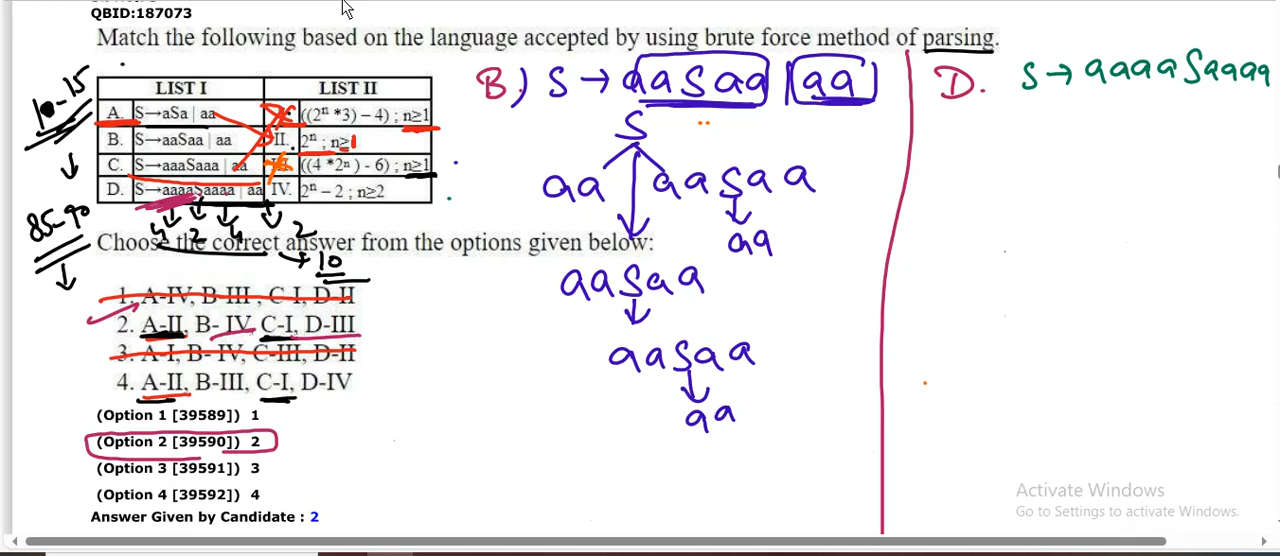 QBID:187073
Match the following based on the language accepted by using brute force method of parsing.
LIST I LIST II
A. S→aSa | aa ((2ⁿ *3) – 4) ; n≥1
B. S→aaSaa | aa II. 2ⁿ ; n≥1
C. S→aaaSaaa | aa ((4 *2ⁿ ) - 6) ; n≥1
D. S→aaaaSaaaa | aa IV. 2ⁿ – 2 ; n≥2
10-15
85-90
4 2 4 2
10
Choose the correct answer from the options given below:
1. A-IV, B-III , C-I, D-II
2. A-II, B- IV, C-I, D-III
3. A-I, B- IV, C-III, D-II
4. A-II, B-III, C-I, D-IV
(Option 1 [39589]) 1
(Option 2 [39590]) 2
(Option 3 [39591]) 3
(Option 4 [39592]) 4
Answer Given by Candidate : 2
B.) S → aaSaa | aa
S
aa aaSaa
aa
aaSaa
aaSaa
aa
D. S → aaaaSaaaa
Activate Windows
Go to Settings to activate Windows.